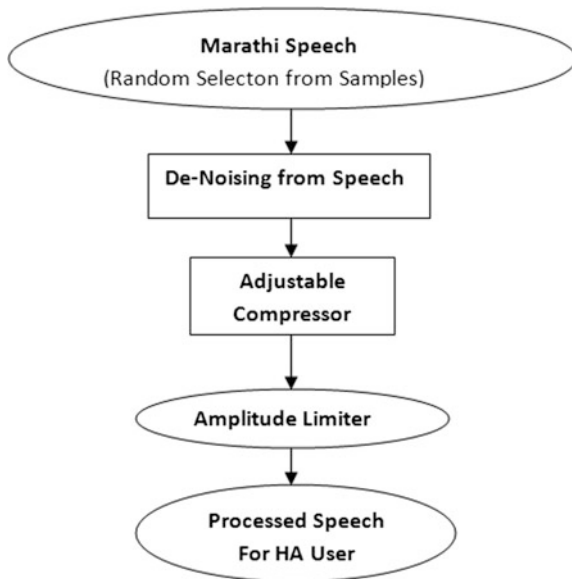 Marathi Speech
(Random Selecton from Samples)
De-Noising from Speech
Adjustable
Compressor
Amplitude Limiter
Processed Speech
For HA User